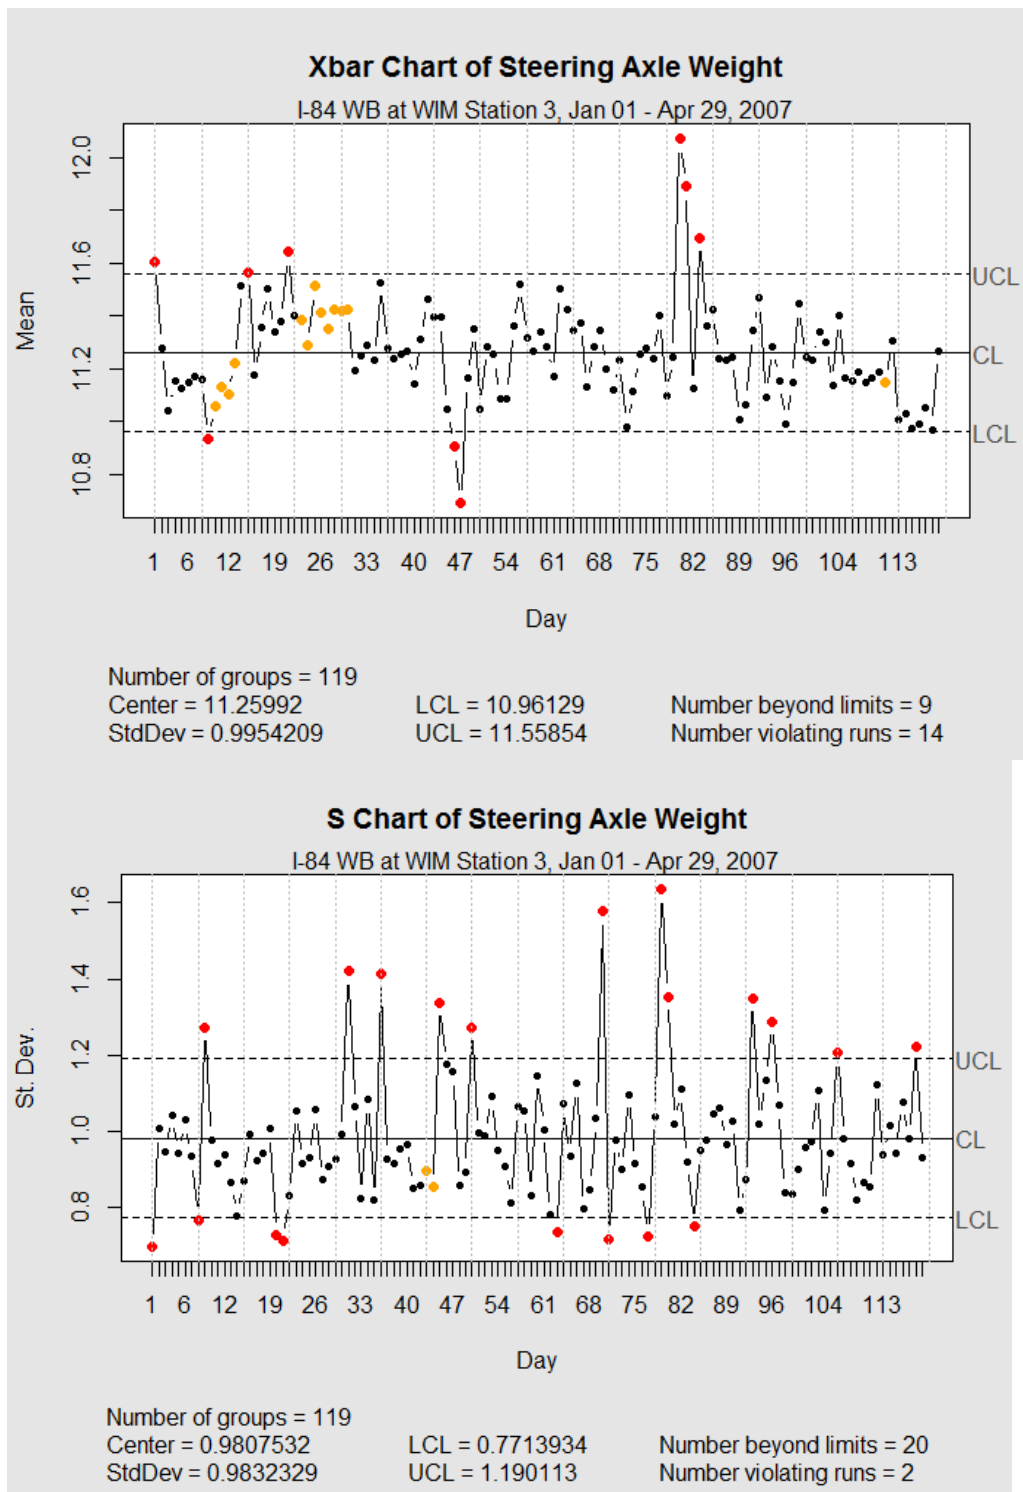 Xbar Chart of Steering Axle Weight
I-84 WB at WIM Station 3, Jan 01 - Apr 29, 2007
Mean
12.0
11.6
11.2
10.8
UCL
CL
LCL
1 6 12 19 26 33 40 47 54 61 68 75 82 89 96 104 113
Day
Number of groups = 119
Center = 11.25992 LCL = 10.96129 Number beyond limits = 9
StdDev = 0.9954209 UCL = 11.55854 Number violating runs = 14
S Chart of Steering Axle Weight
I-84 WB at WIM Station 3, Jan 01 - Apr 29, 2007
St. Dev.
1.6
1.4
1.2
1.0
0.8
UCL
CL
LCL
1 6 12 19 26 33 40 47 54 61 68 75 82 89 96 104 113
Day
Number of groups = 119
Center = 0.9807532 LCL = 0.7713934 Number beyond limits = 20
StdDev = 0.9832329 UCL = 1.190113 Number violating runs = 2